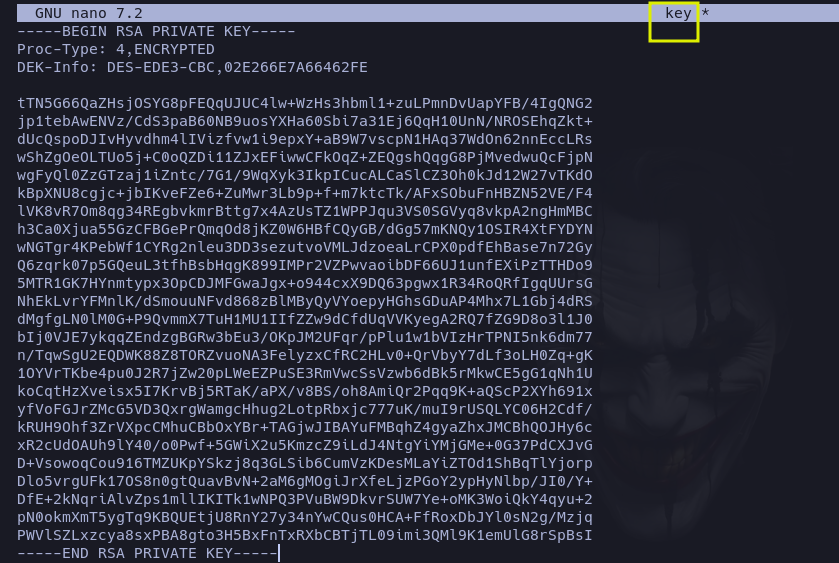 GNU nano 7.2 key *
-----BEGIN RSA PRIVATE KEY-----
Proc-Type: 4,ENCRYPTED
DEK-Info: DES-EDE3-CBC,02E266E7A66462FE
tTN5G66QaZHsjOSYG8pFEQqUJUC4lw+WzHs3hbml1+zuLPmnDvUapYFB/4IgQNG2
jp1tebAwENVz/CdS3paB60NB9uosYXHa60Sbi7a31Ej6QqH10UnN/NROSEhqZkt+
dUcQspoDJIvHyvdhm4lIVizfvw1i9epxY+aB9W7vscpN1HAq37WdOn62nnEccLRs
wShZgOeOLTUo5j+C0oQZDi11ZJxEFiwwCFkOqZ+ZEQgshQqgG8PjMvedwuQcFjpN
wgFyQl0ZzGTzaj1iZntc/7G1/9WqXyk3IkpICucALCaSlCZ3Oh0kJd12W27vTKdO
kBpXNU8cgjc+jbIKveFZe6+ZuMwr3Lb9p+f+m7ktcTk/AFxSObuFnHBZN52VE/F4
lVK8vR7Om8qg34REgbvkmrBttg7x4AzUsTZ1WPPJqu3VS0SGVyq8vkpA2ngHmMBC
h3Ca0Xjua55GzCFBGePrQmqOd8jKZ0W6HBfCQyGB/dGg57mKNQy1OSIR4XtFYDYN
wNGTgr4KPebWf1CYRg2nleu3DD3sezutvoVMLJdzoeaLrCPX0pdfEhBase7n72Gy
Q6zqrk07p5GQeuL3tfhBsbHqgK899IMPr2VZPwvaoibDF66UJ1unfEXiPzTTHDo9
5MTR1GK7HYnmtypx3OpCDJMFGwaJgx+o944cxX9DQ63pgwx1R34RoQRfIgqUUrsG
NhEkLvrYFMnlK/dSmouuNFvd868zBlMByQyVYoepyHGhsGDuAP4Mhx7L1Gbj4dRS
dMgfgLN0lM0G+P9QvmmX7TuH1MU1IIfZZw9dCfdUqVVKyegA2RQ7fZG9D8o3l1J0
bIj0VJE7ykqqZEndzgBGRw3bEu3/OKpJM2UFqr/pPlu1w1bVIzHrTPNI5nk6dm77
n/TqwSgU2EQDWK88Z8TORZvuoNA3FelyzxCfRC2HLv0+QrVbyY7dLf3oLH0Zq+gK
1OYVrTKbe4pu0J2R7jZw20pLWeEZPuSE3RmVwcSsVzwb6dBk5rMkwCE5gG1qNh1U
koCqtHzXveisx5I7KrvBj5RTaK/aPX/v8BS/oh8AmiQr2Pqq9K+aQScP2XYh691x
yfVoFGJrZMcG5VD3QxrgWamgcHhug2LotpRbxjc777uK/muI9rUSQLYC06H2Cdf/
kRUH9Ohf3ZrVXpcCMhuCBbOxYBr+TAGjwJIBAYuFMBqhZ4gyaZhxJMCBhQOJHy6c
xR2cUdOAUh9lY40/o0Pwf+5GWiX2u5KmzcZ9iLdJ4NtgYiYMjGMe+0G37PdCXJvG
D+VsowoqCou916TMZUKpYSkzj8q3GLSib6CumVzKDesMLaYiZTOd1ShBqTlYjorp
Dlo5vrgUFk17OS8n0gtQuavBvN+2aM6gMOgiJrXfeLjzPGoY2ypHyNlbp/JI0/Y+
DfE+2kNqriAlvZps1mllIKITk1wNPQ3PVuBW9DkvrSUW7Ye+oMK3WoiQkY4qyu+2
pN0okmXmT5ygTq9KBQUEtjU8RnY27y34nYwCQus0HCA+FfRoxDbJYl0sN2g/Mzjq
PWVlSZLxzcya8sxPBA8gto3H5BxFnTxRXbCBTjTL09imi3QMl9K1emUlG8rSpBsI
-----END RSA PRIVATE KEY-----